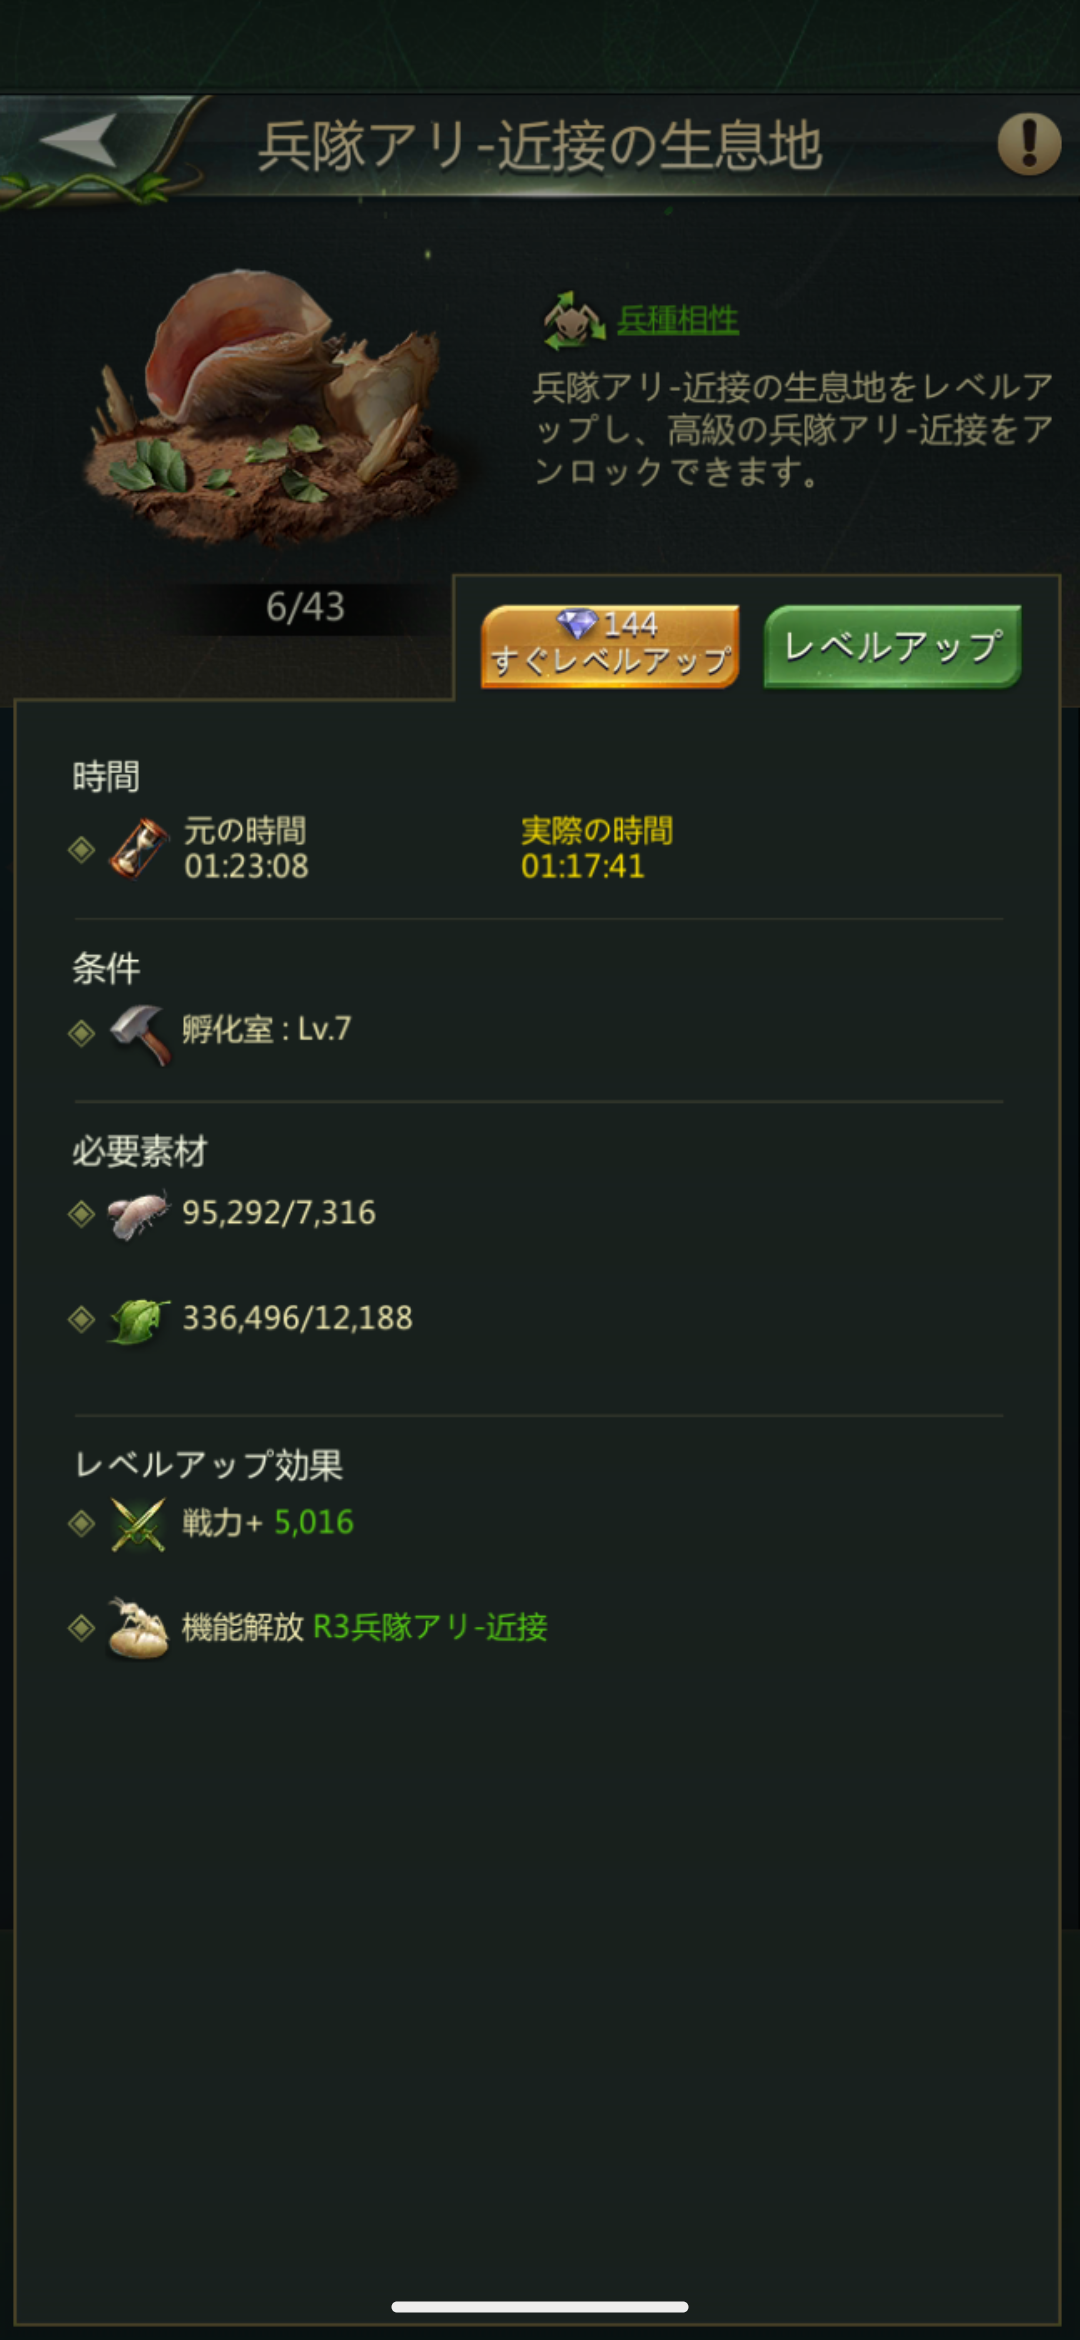 兵隊アリ-近接の生息地
兵種相性
兵隊アリ-近接の生息地をレベルア
ップし、高級の兵隊アリ-近接をア
ンロックできます。
6/43
144
すぐレベルアップ
レベルアップ
時間
元の時間
01:23:08
実際の時間
01:17:41
条件
孵化室 : Lv.7
必要素材
95,292/7,316
336,496/12,188
レベルアップ効果
戦力+ 5,016
機能解放 R3兵隊アリ-近接